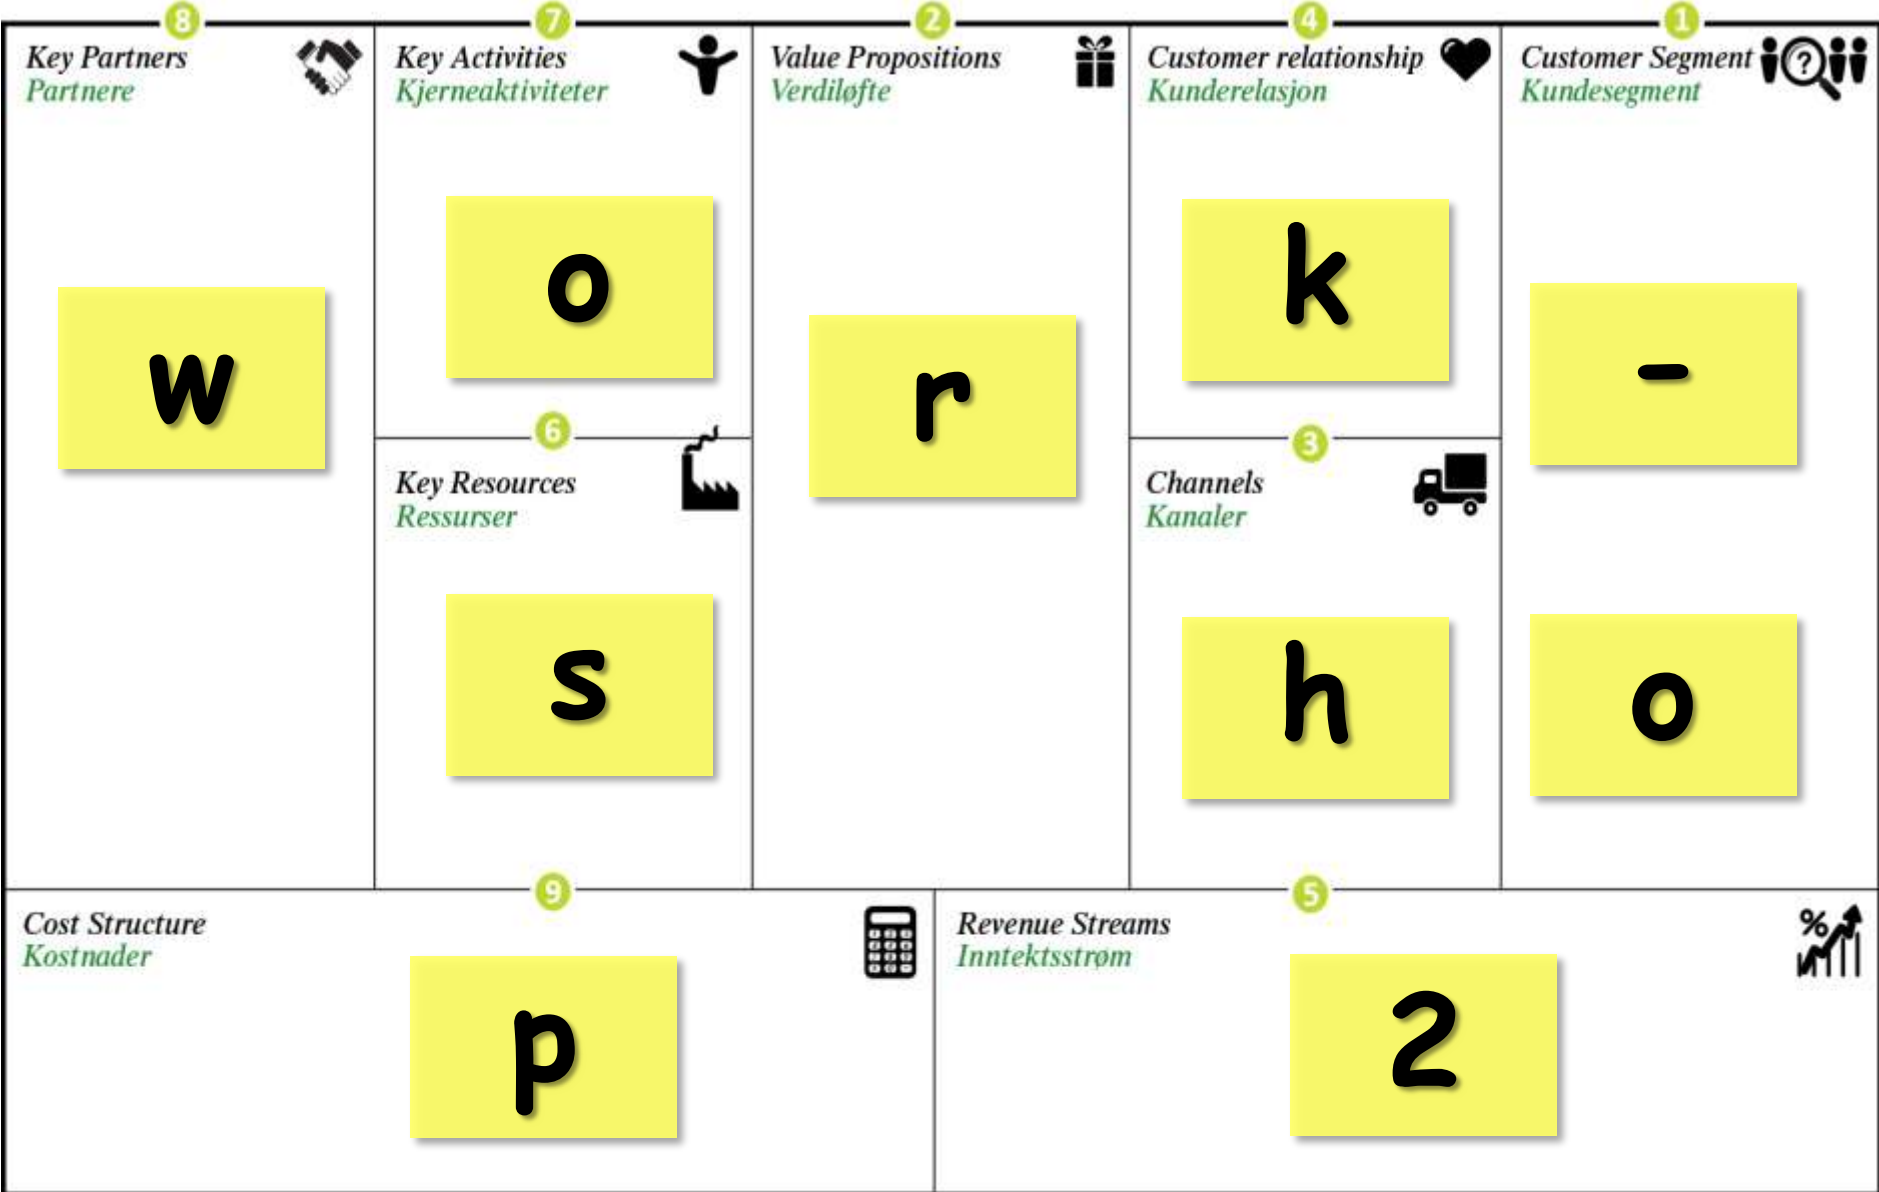 8
Key Partners
Partnere
w
7
Key Activities
Kjerneaktiviteter
o
6
Key Resources
Ressurser
s
2
Value Propositions
Verdiløfte
r
4
Customer relationship
Kunderelasjon
k
3
Channels
Kanaler
h
1
Customer Segment
?
Kundesegment
-
o
9
Cost Structure
Kostnader
p
5
Revenue Streams
%
Inntektsstrøm
2